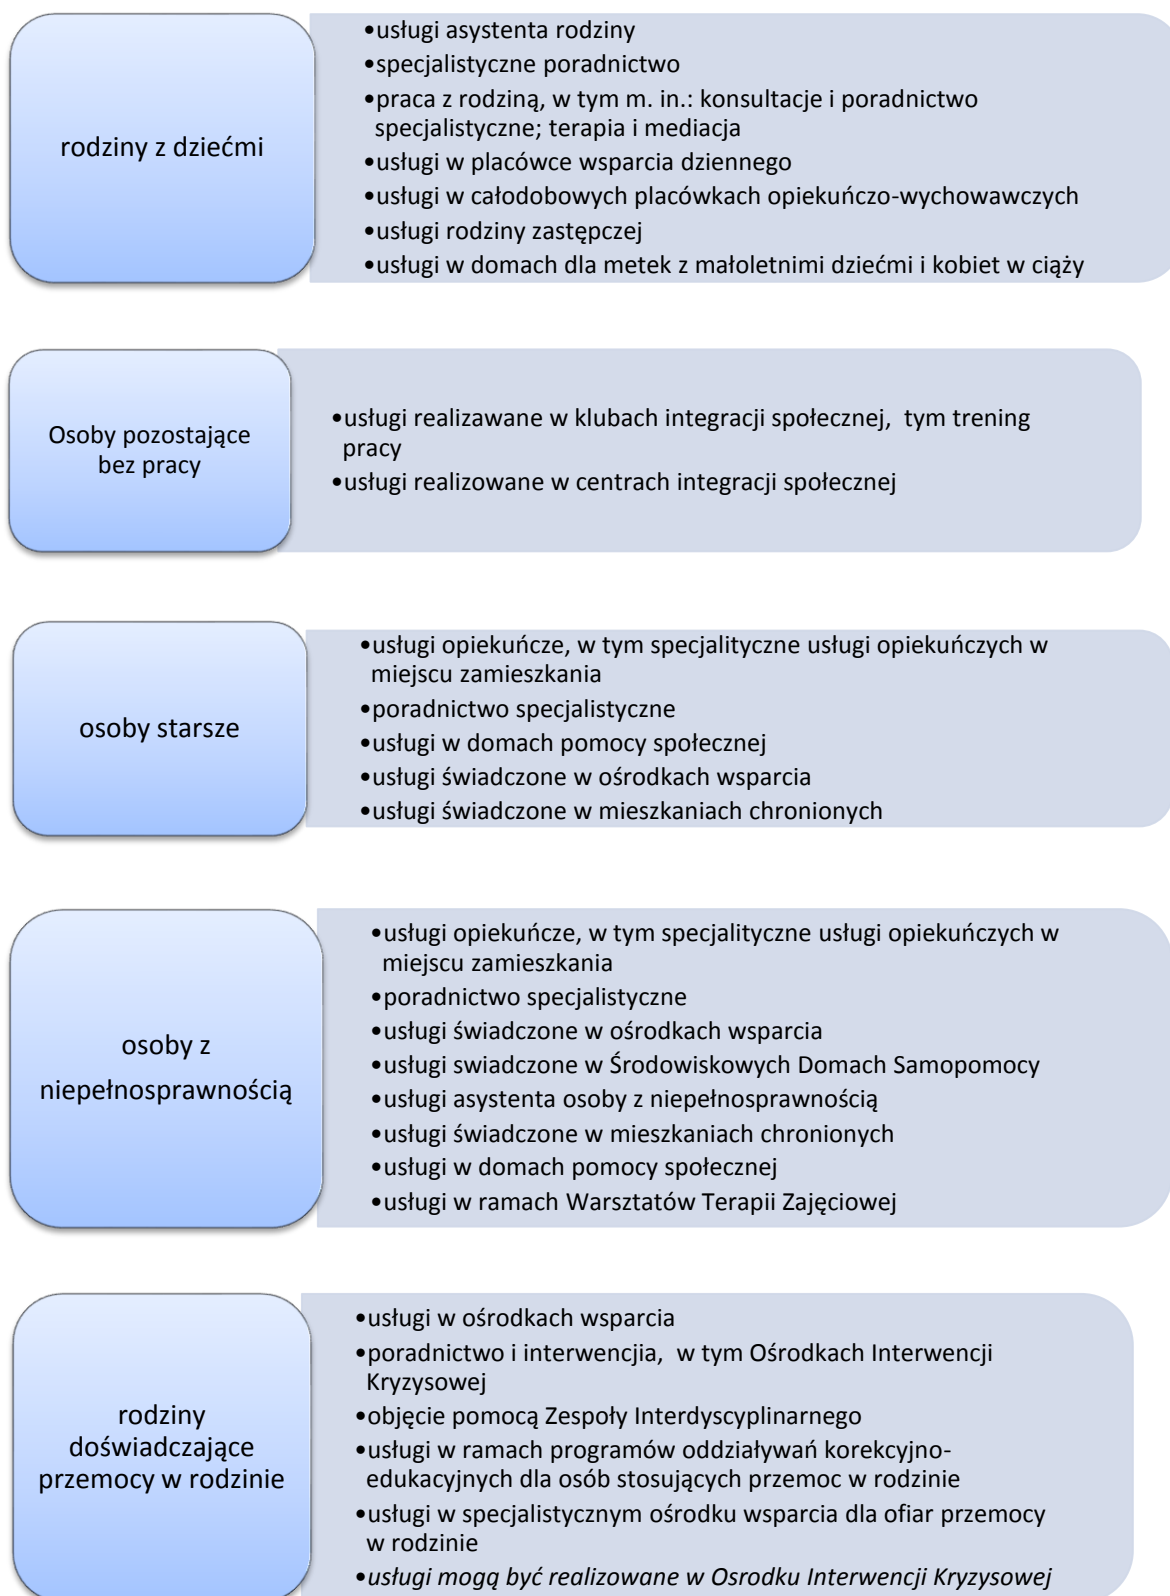 rodziny z dziećmi
•usługi asystenta rodziny
•specjalistyczne poradnictwo
•praca z rodziną, w tym m. in.: konsultacje i poradnictwo
specjalistyczne; terapia i mediacja
•usługi w placówce wsparcia dziennego
•usługi w całodobowych placówkach opiekuńczo-wychowawczych
•usługi rodziny zastępczej
•usługi w domach dla metek z małoletnimi dziećmi i kobiet w ciąży
Osoby pozostające
bez pracy
•usługi realizawane w klubach integracji społecznej, tym trening
pracy
•usługi realizowane w centrach integracji społecznej
osoby starsze
•usługi opiekuńcze, w tym specjalityczne usługi opiekuńczych w
miejscu zamieszkania
•poradnictwo specjalistyczne
•usługi w domach pomocy społecznej
•usługi świadczone w ośrodkach wsparcia
•usługi świadczone w mieszkaniach chronionych
osoby z
niepełnosprawnością
•usługi opiekuńcze, w tym specjalityczne usługi opiekuńczych w
miejscu zamieszkania
•poradnictwo specjalistyczne
•usługi świadczone w ośrodkach wsparcia
•usługi swiadczone w Środowiskowych Domach Samopomocy
•usługi asystenta osoby z niepełnosprawnością
•usługi świadczone w mieszkaniach chronionych
•usługi w domach pomocy społecznej
•usługi w ramach Warsztatów Terapii Zajęciowej
rodziny
doświadczające
przemocy w rodzinie
•usługi w ośrodkach wsparcia
•poradnictwo i interwencjia, w tym Ośrodkach Interwencji
Kryzysowej
•objęcie pomocą Zespoły Interdyscyplinarnego
•usługi w ramach programów oddziaływań korekcyjno-
edukacyjnych dla osób stosujących przemoc w rodzinie
•usługi w specjalistycznym ośrodku wsparcia dla ofiar przemocy
w rodzinie
•usługi mogą być realizowane w Osrodku Interwencji Kryzysowej